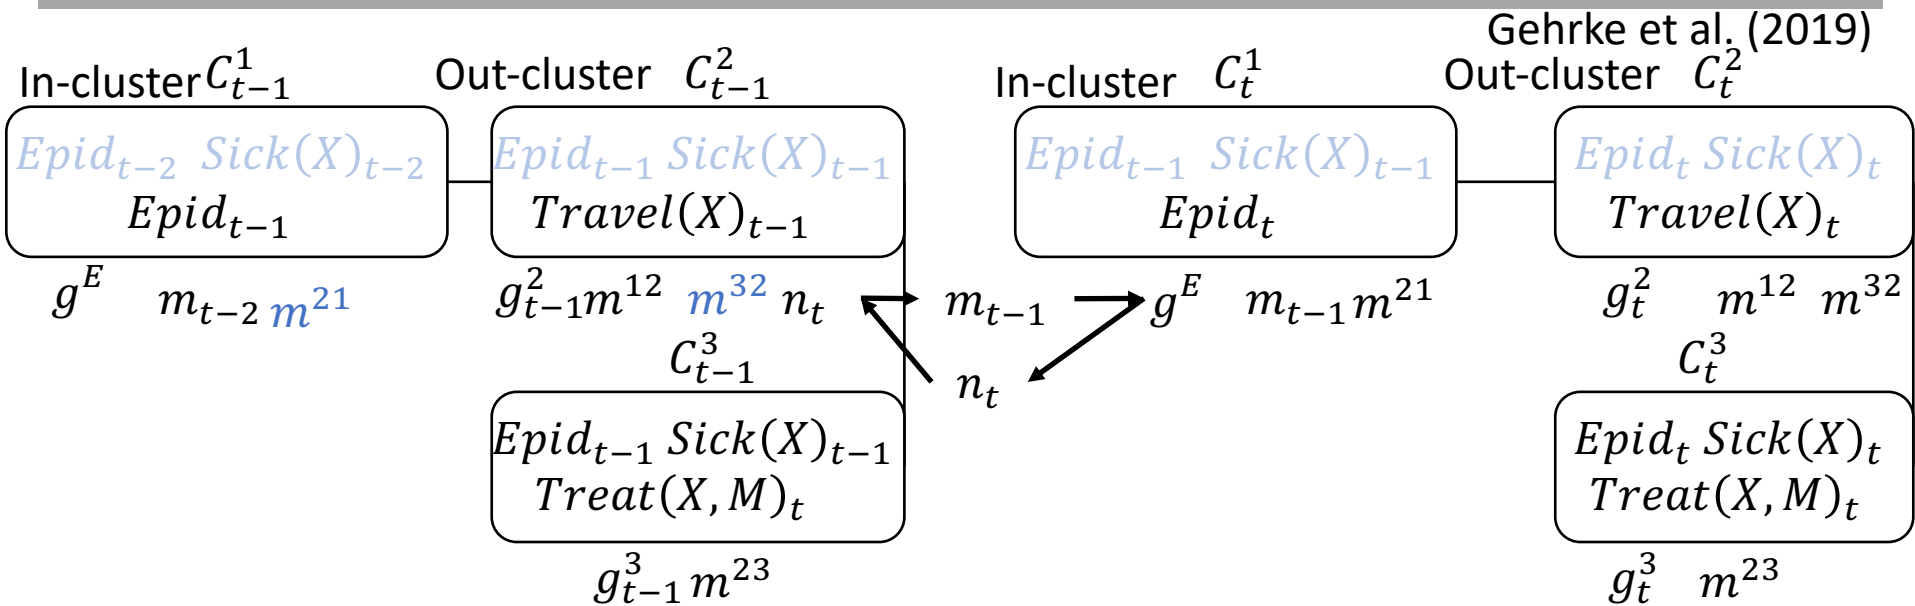 Gehrke et al. (2019)
In-cluster C^1_{t−1} Out-cluster C^2_{t−1} In-cluster C^1_t Out-cluster C^2_t
Epid_{t−2} Sick(X)_{t−2} Epid_{t−1} Sick(X)_{t−1} Epid_{t−1} Sick(X)_{t−1} Epid_t Sick(X)_t
Epid_{t−1} Travel(X)_{t−1} Epid_t Travel(X)_t
g^E m_{t−2} m^{21} g^2_{t−1} m^{12} m^{32} n_t m_{t−1} g^E m_{t−1} m^{21} g^2_t m^{12} m^{32}
C^3_{t−1} n_t C^3_t
Epid_{t−1} Sick(X)_{t−1} Epid_t Sick(X)_t
Treat(X, M)_t Treat(X, M)_t
g^3_{t−1} m^{23} g^3_t m^{23}